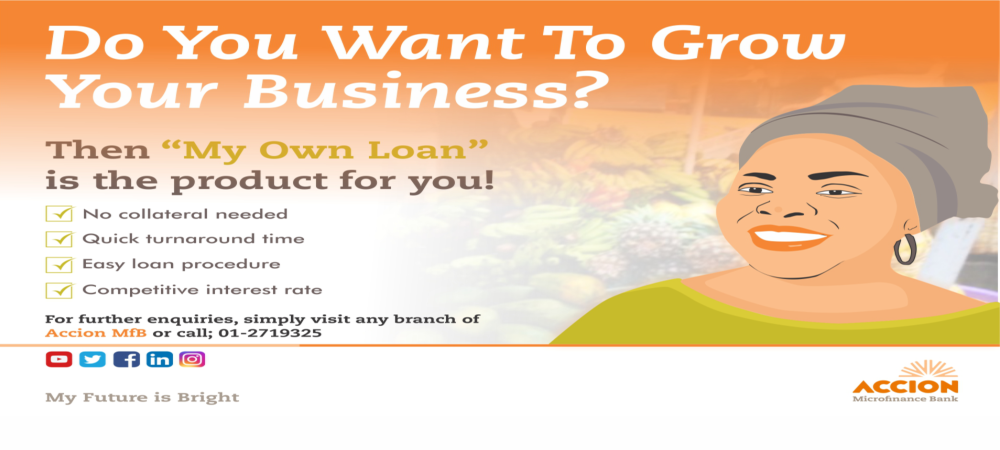 Do You Want To Grow
Your Business?
Then “My Own Loan”
is the product for you!
No collateral needed
Quick turnaround time
Easy loan procedure
Competitive interest rate
For further enquiries, simply visit any branch of
Accion MfB or call; 01-2719325
My Future is Bright
ACCION
Microfinance Bank